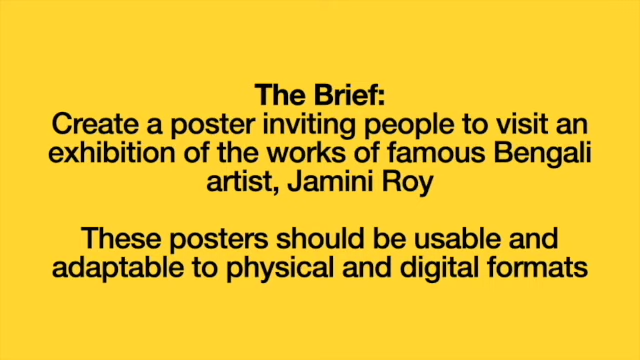 The Brief:
Create a poster inviting people to visit an
exhibition of the works of famous Bengali
artist, Jamini Roy
These posters should be usable and
adaptable to physical and digital formats